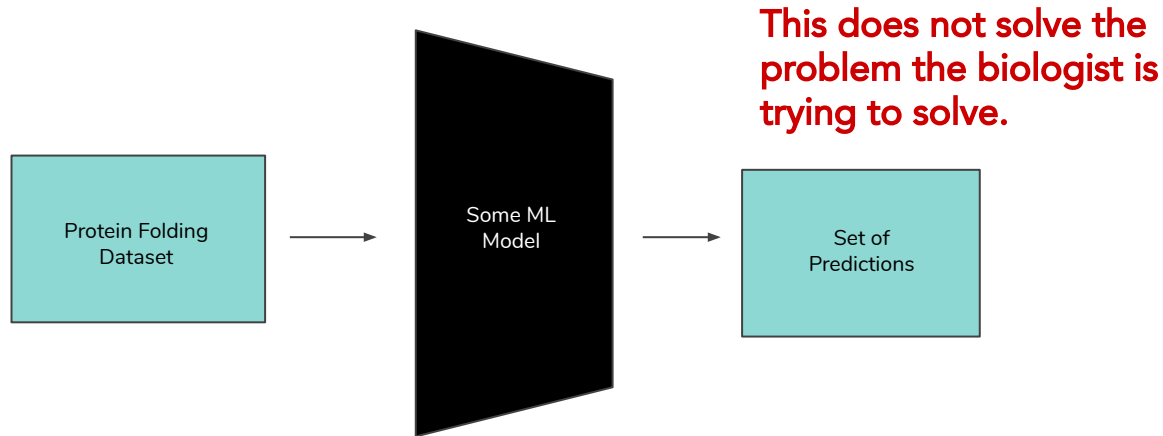 This does not solve the
problem the biologist is
trying to solve.
Protein Folding
Dataset
Some ML
Model
Set of
Predictions